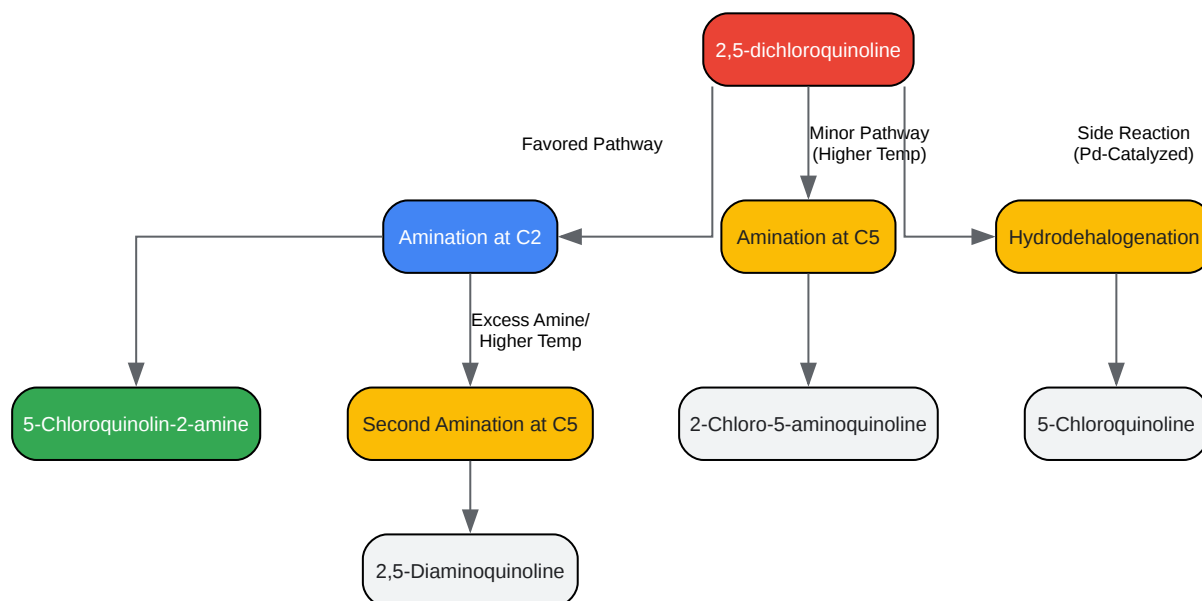 2,5-dichloroquinoline
Favored Pathway
Minor Pathway
(Higher Temp)
Side Reaction
(Pd-Catalyzed)
Amination at C2
Amination at C5
Hydrodehalogenation
Excess Amine/
Higher Temp
5-Chloroquinolin-2-amine
Second Amination at C5
2-Chloro-5-aminoquinoline
5-Chloroquinoline
2,5-Diaminoquinoline